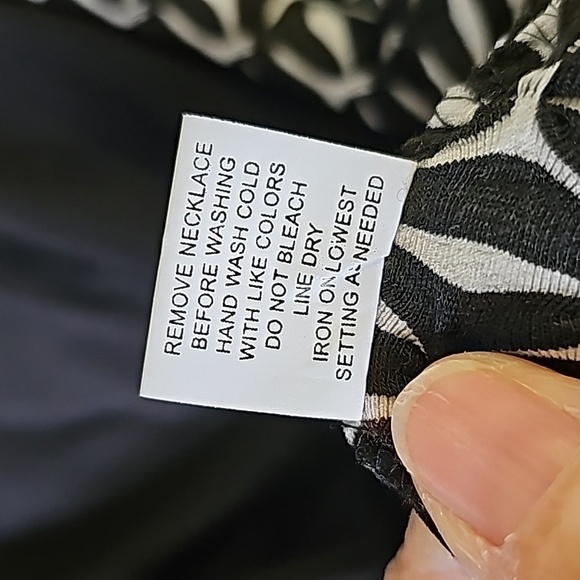 REMOVE NECKLACE
BEFORE WASHING
HAND WASH COLD
WITH LIKE COLORS
DO NOT BLEACH
LINE DRY
IRON ON LOWEST
SETTING AS NEEDED